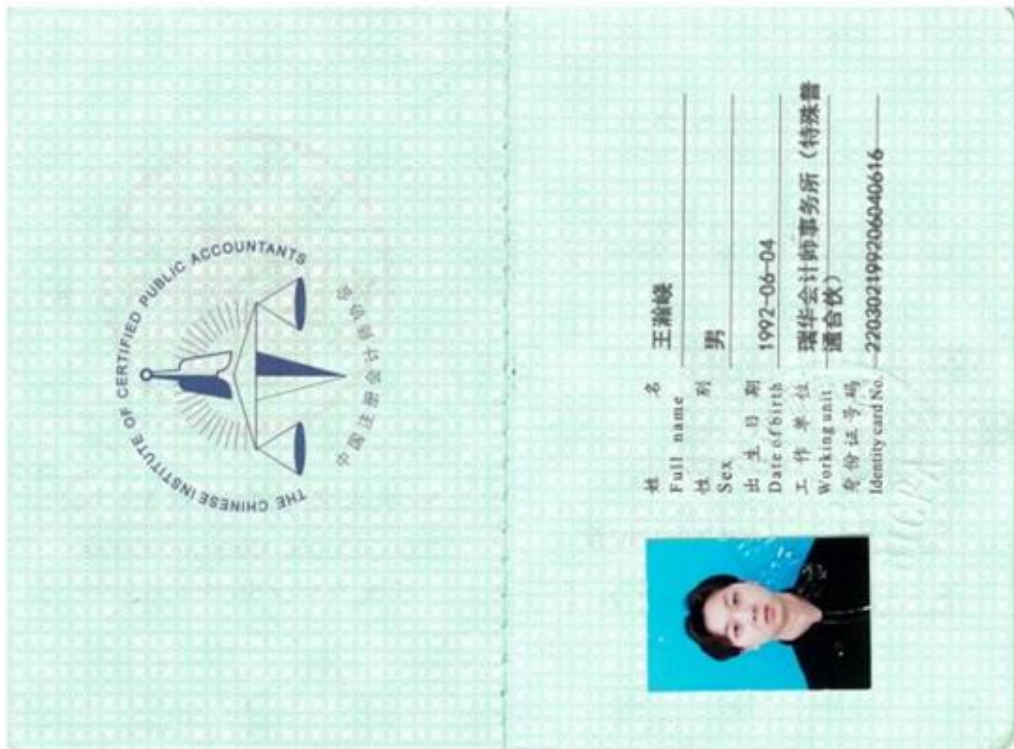 THE CHINESE INSTITUTE OF CERTIFIED PUBLIC ACCOUNTANTS
中国注册会计师协会
姓 名 王瀚峣
Full name
性 别 男
Sex
出 生 日 期 1992-06-04
Date of birth
工 作 单 位 瑞华会计师事务所（特殊普
Working unit 通合伙）
身份证号码 220302199206040616
Identity card No.